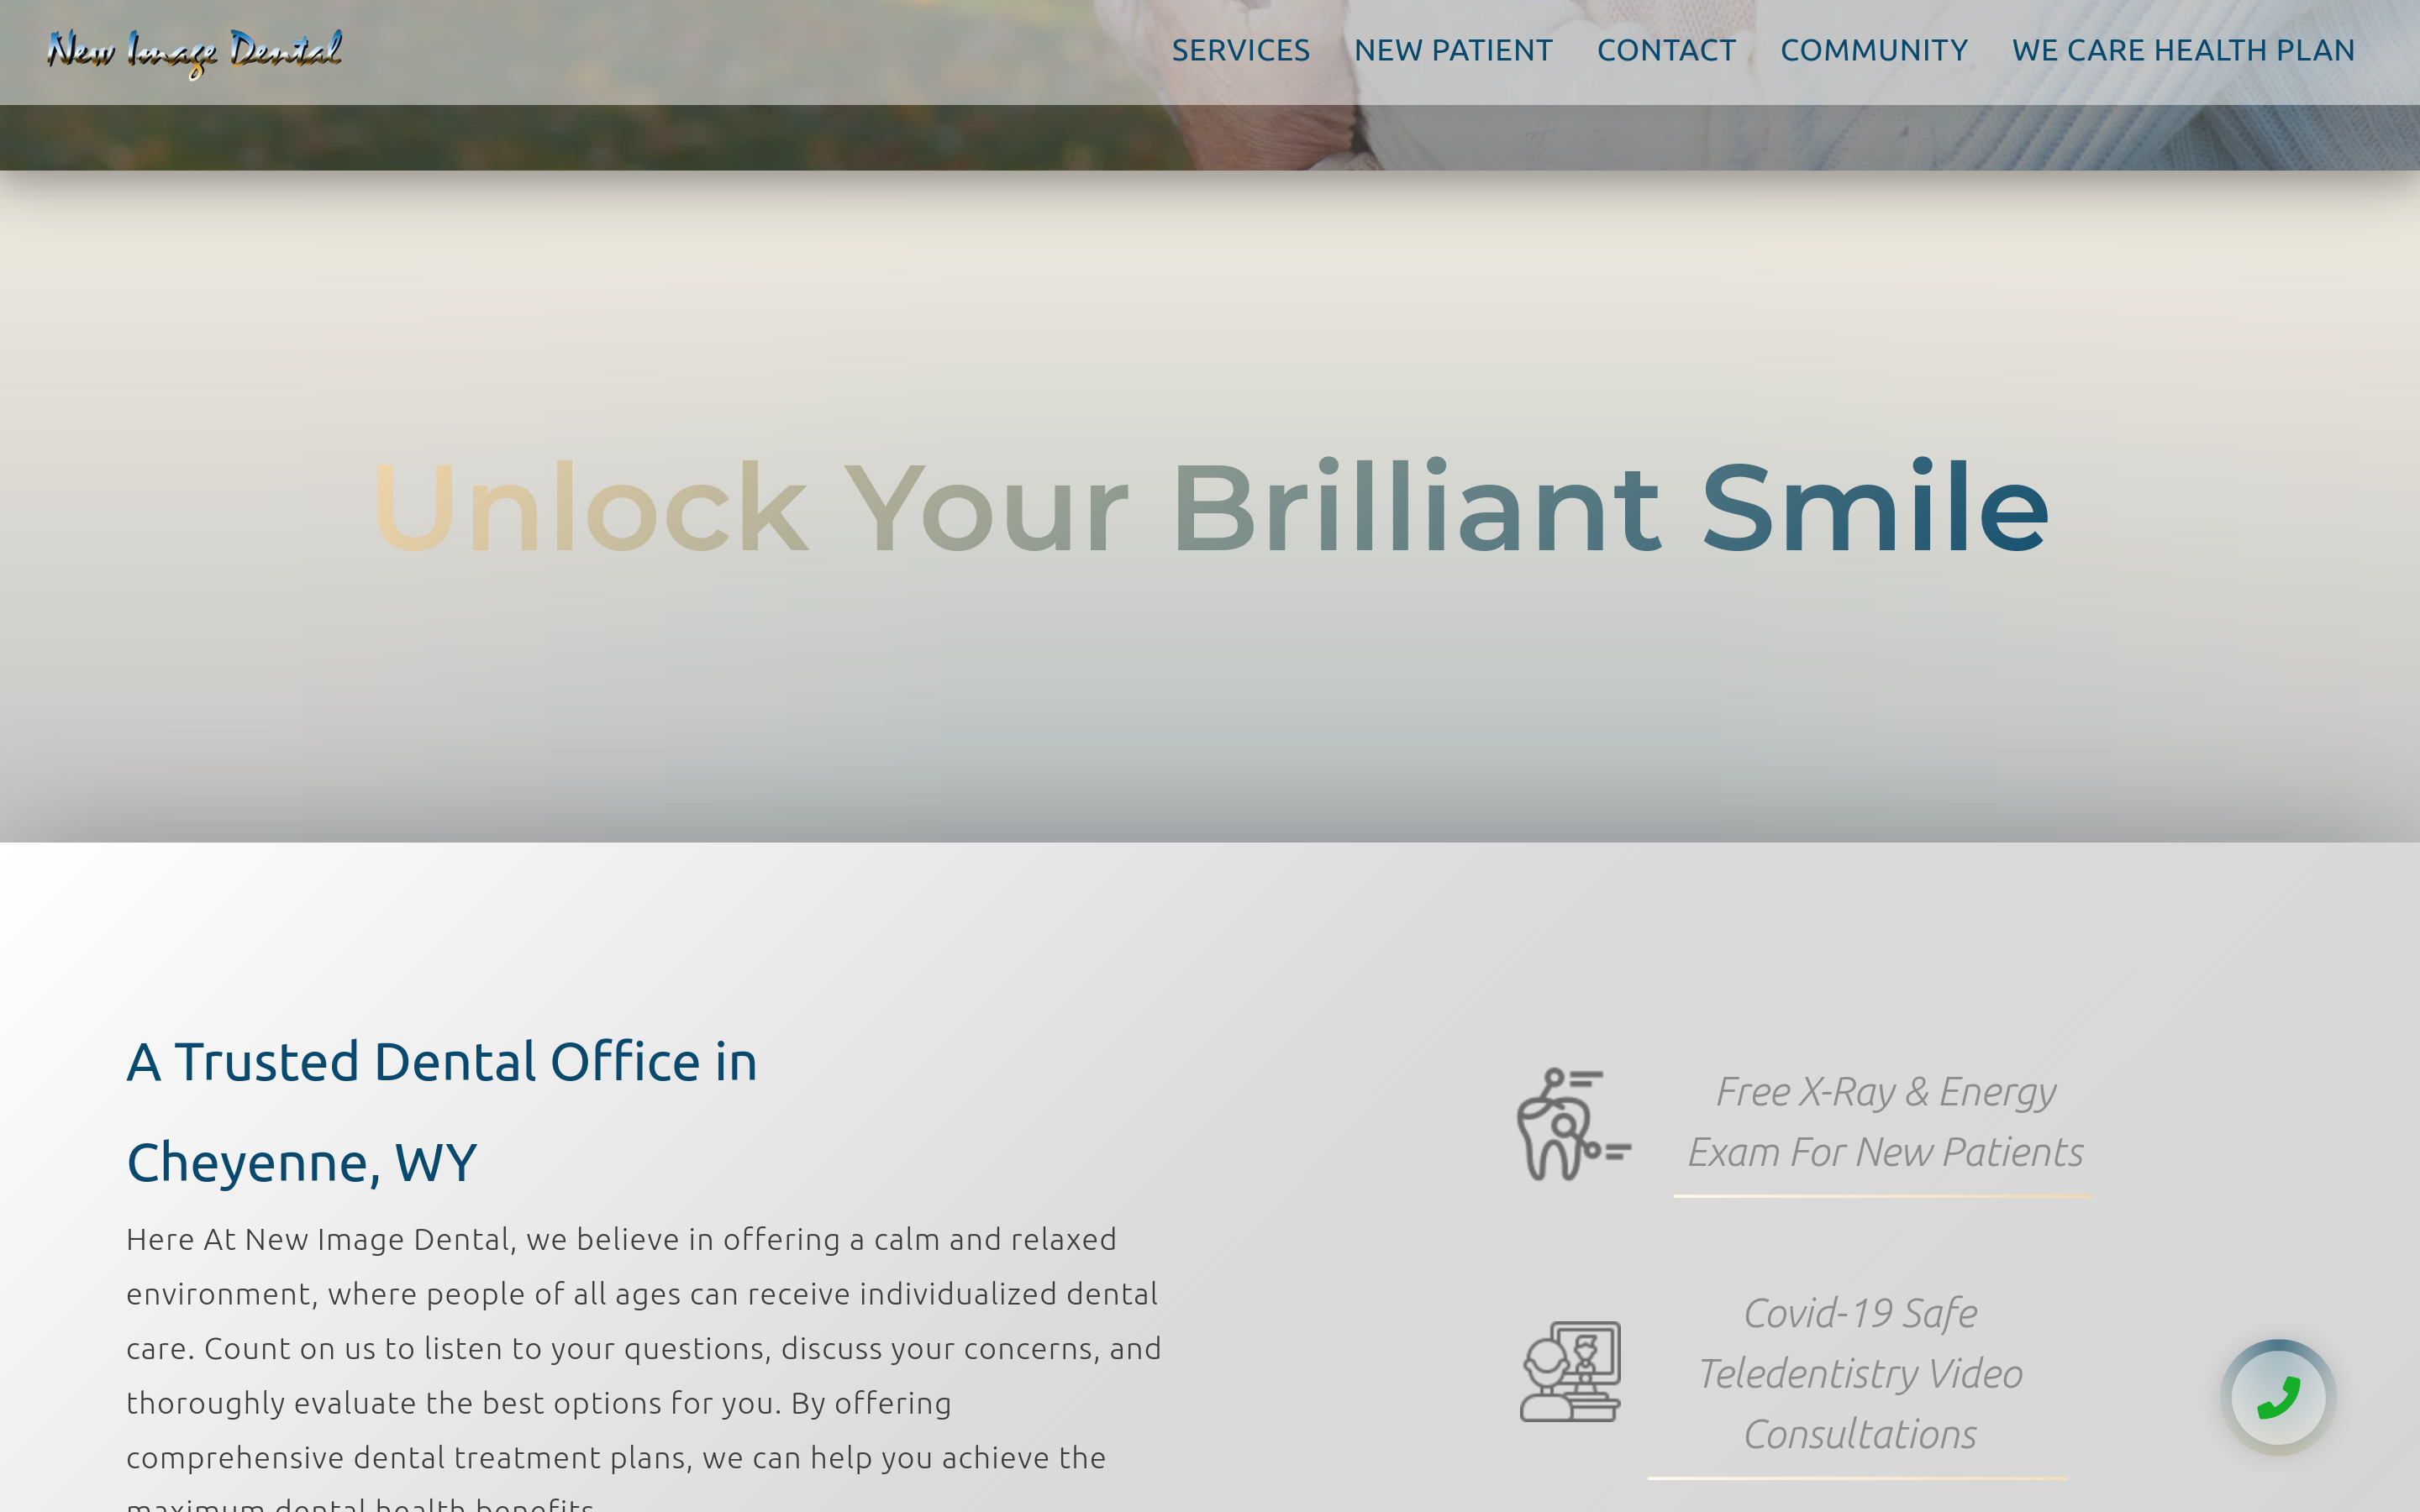 New Image Dental
SERVICES NEW PATIENT CONTACT COMMUNITY WE CARE HEALTH PLAN
Unlock Your Brilliant Smile
A Trusted Dental Office in
Cheyenne, WY
Here At New Image Dental, we believe in offering a calm and relaxed
environment, where people of all ages can receive individualized dental
care. Count on us to listen to your questions, discuss your concerns, and
thoroughly evaluate the best options for you. By offering
comprehensive dental treatment plans, we can help you achieve the
maximum dental health benefits.
Free X-Ray & Energy
Exam For New Patients
Covid-19 Safe
Teledentistry Video
Consultations